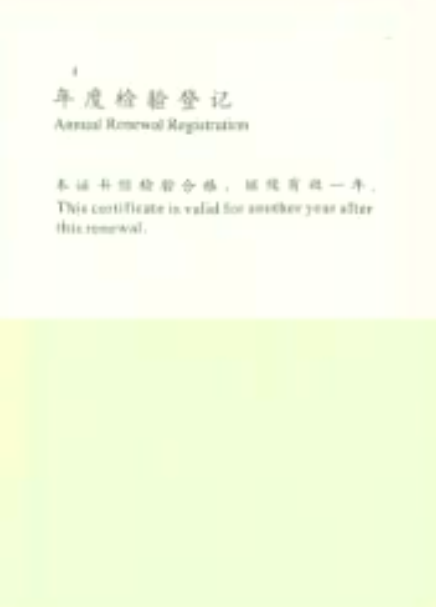 年度检验登记
Annual Renewal Registration
本证书经检验合格，继续有效一年。
This certificate is valid for another year after
this renewal.